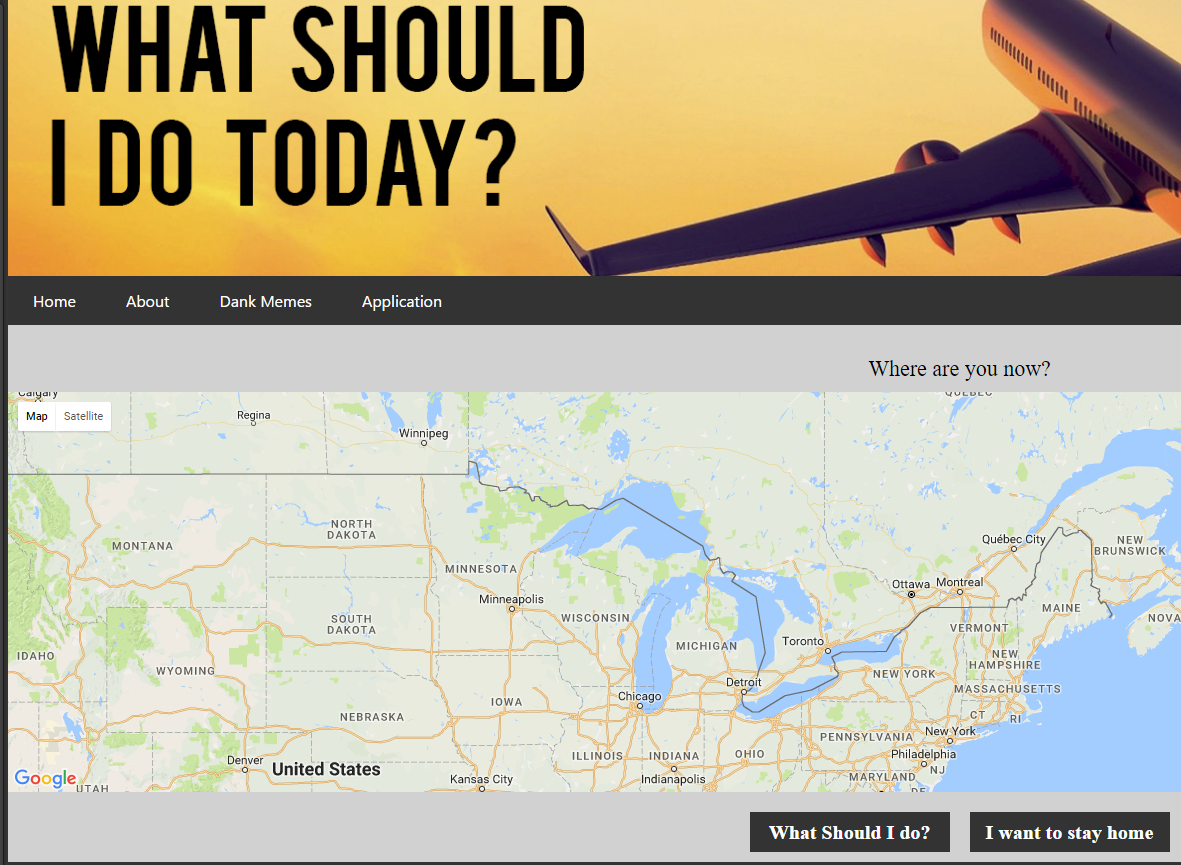 WHAT SHOULD
I DO TODAY?
Home About Dank Memes Application
Where are you now?
Calgary
QUEBEC
Map Satellite
Regina
Winnipeg
NORTH
DAKOTA
MONTANA
Québec City
NEW
BRUNSWICK
MINNESOTA
Ottawa Montreal
Minneapolis
MAINE
WISCONSIN
SOUTH
DAKOTA
NOVA
VERMONT
Toronto
MICHIGAN
IDAHO
NEW
HAMPSHIRE
WYOMING
NEW YORK
Detroit
MASSACHUSETTS
Chicago
IOWA
NEBRASKA
CT RI
New York
PENNSYLVANIA
ILLINOIS INDIANA OHIO
Philadelphia
Denver
United States
NJ
Google
Kansas City
Indianapolis
MARYLAND
UTAH
DE
What Should I do? I want to stay home